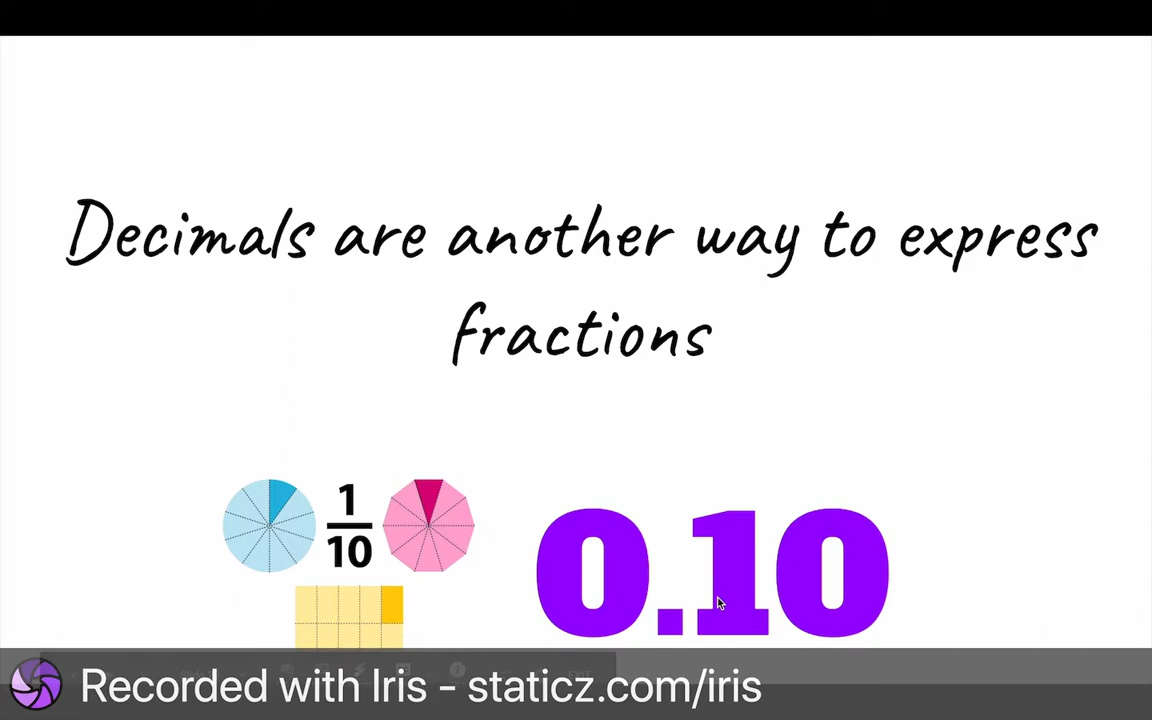 Decimals are another way to express
fractions
1
10
0.10
Recorded with Iris - staticz.com/iris